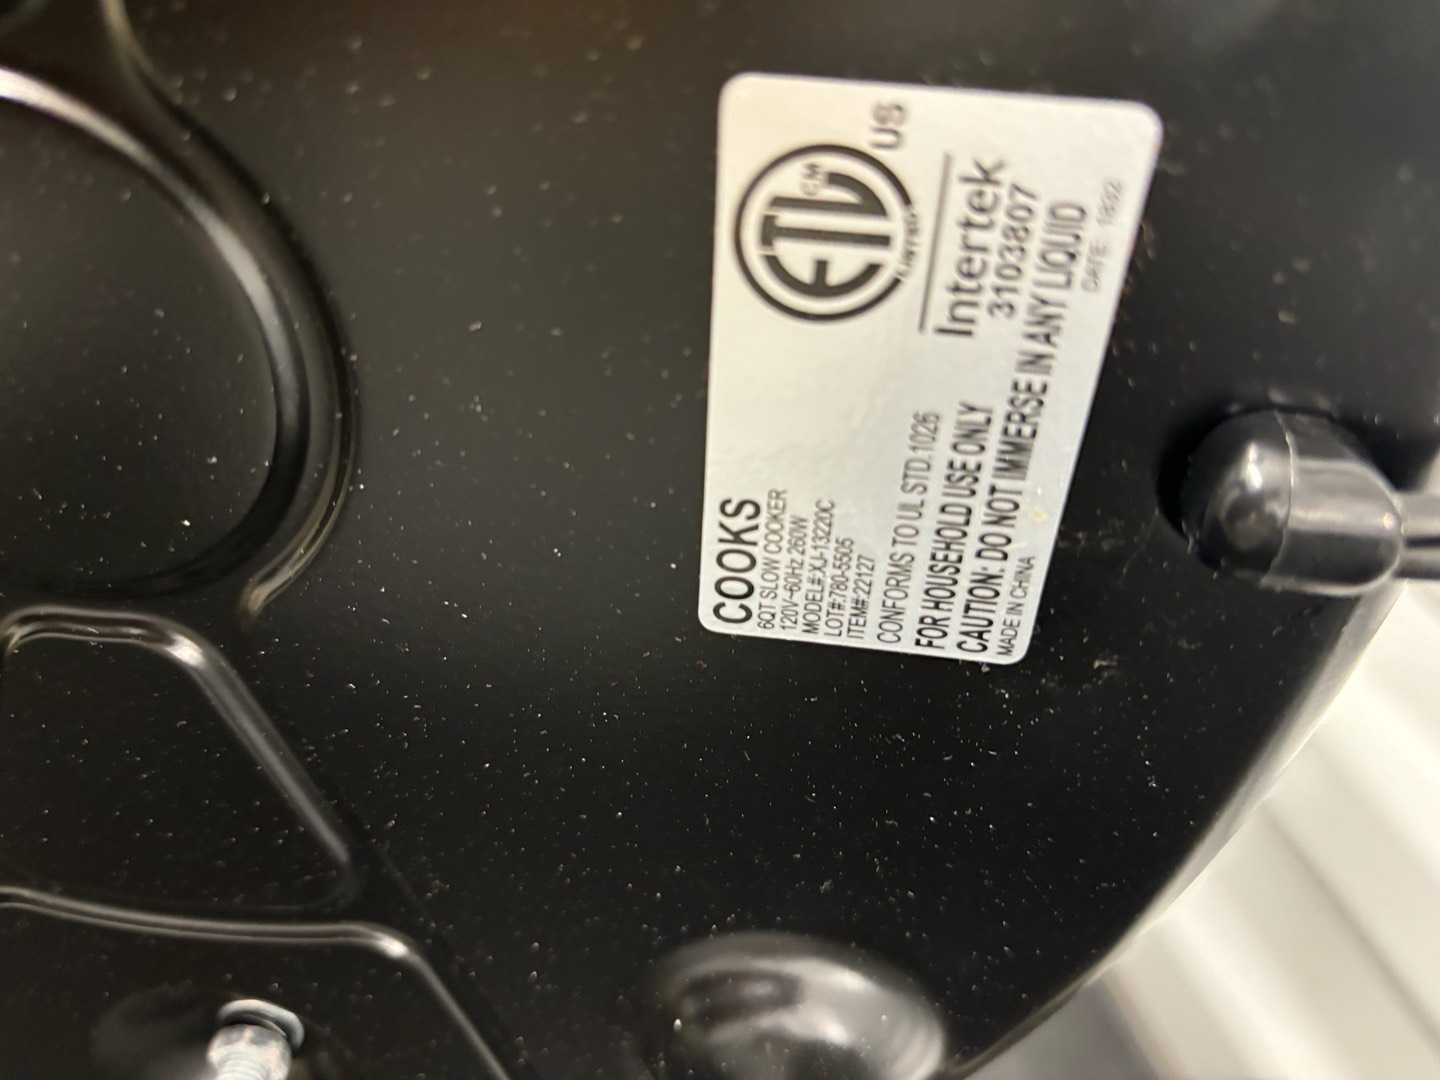 COOKS
6QT SLOW COOKER
120V~60Hz 260W
MODEL#:XJ-13220C
LOT#:780-5505
ITEM#:22127
CONFORMS TO UL STD.1026
FOR HOUSEHOLD USE ONLY
CAUTION: DO NOT IMMERSE IN ANY LIQUID
MADE IN CHINA
ETL CM
US
Intertek
3103807
DATE: 1832